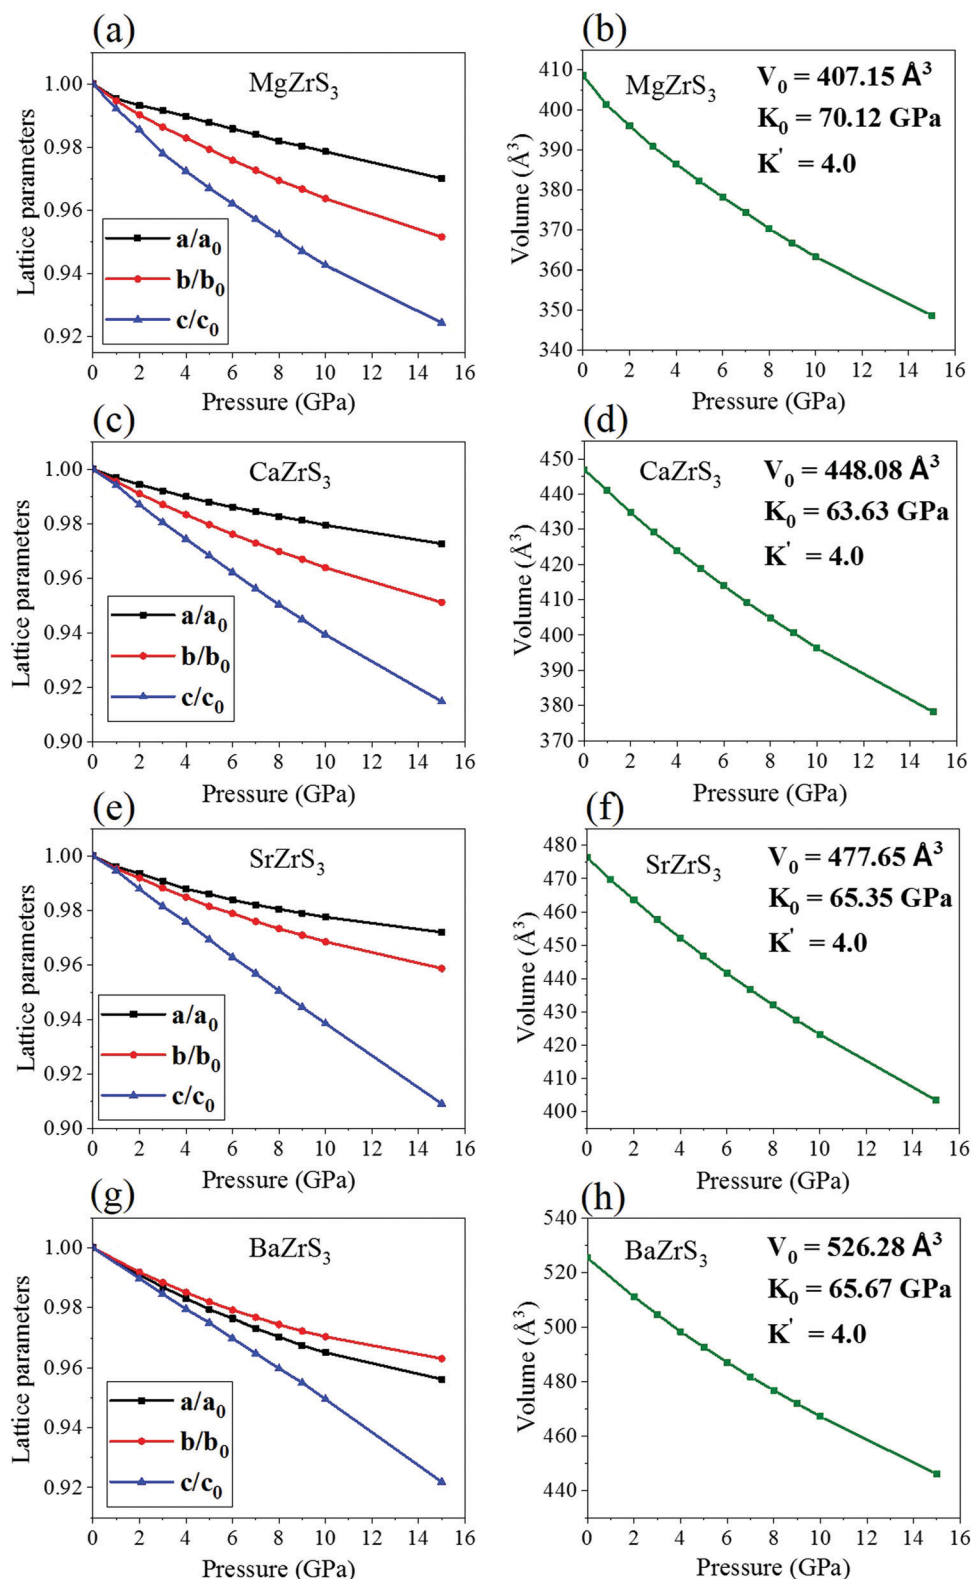 (a)
MgZrS₃
1.00
0.98
0.96
0.94
0.92
Lattice parameters
a/a₀
b/b₀
c/c₀
0 2 4 6 8 10 12 14 16
Pressure (GPa)
(b)
MgZrS₃
V₀ = 407.15 Å³
K₀ = 70.12 GPa
K' = 4.0
410
400
390
380
370
360
350
340
Volume (Å³)
0 2 4 6 8 10 12 14 16
Pressure (GPa)
(c)
CaZrS₃
1.00
0.98
0.96
0.94
0.92
0.90
Lattice parameters
a/a₀
b/b₀
c/c₀
0 2 4 6 8 10 12 14 16
Pressure (GPa)
(d)
CaZrS₃
V₀ = 448.08 Å³
K₀ = 63.63 GPa
K' = 4.0
450
440
430
420
410
400
390
380
370
Volume (Å³)
0 2 4 6 8 10 12 14 16
Pressure (GPa)
(e)
SrZrS₃
1.00
0.98
0.96
0.94
0.92
0.90
Lattice parameters
a/a₀
b/b₀
c/c₀
0 2 4 6 8 10 12 14 16
Pressure (GPa)
(f)
SrZrS₃
V₀ = 477.65 Å³
K₀ = 65.35 GPa
K' = 4.0
480
470
460
450
440
430
420
410
400
Volume (Å³)
0 2 4 6 8 10 12 14 16
Pressure (GPa)
(g)
BaZrS₃
1.00
0.98
0.96
0.94
0.92
Lattice parameters
a/a₀
b/b₀
c/c₀
0 2 4 6 8 10 12 14 16
Pressure (GPa)
(h)
BaZrS₃
V₀ = 526.28 Å³
K₀ = 65.67 GPa
K' = 4.0
540
520
500
480
460
440
Volume (Å³)
0 2 4 6 8 10 12 14 16
Pressure (GPa)